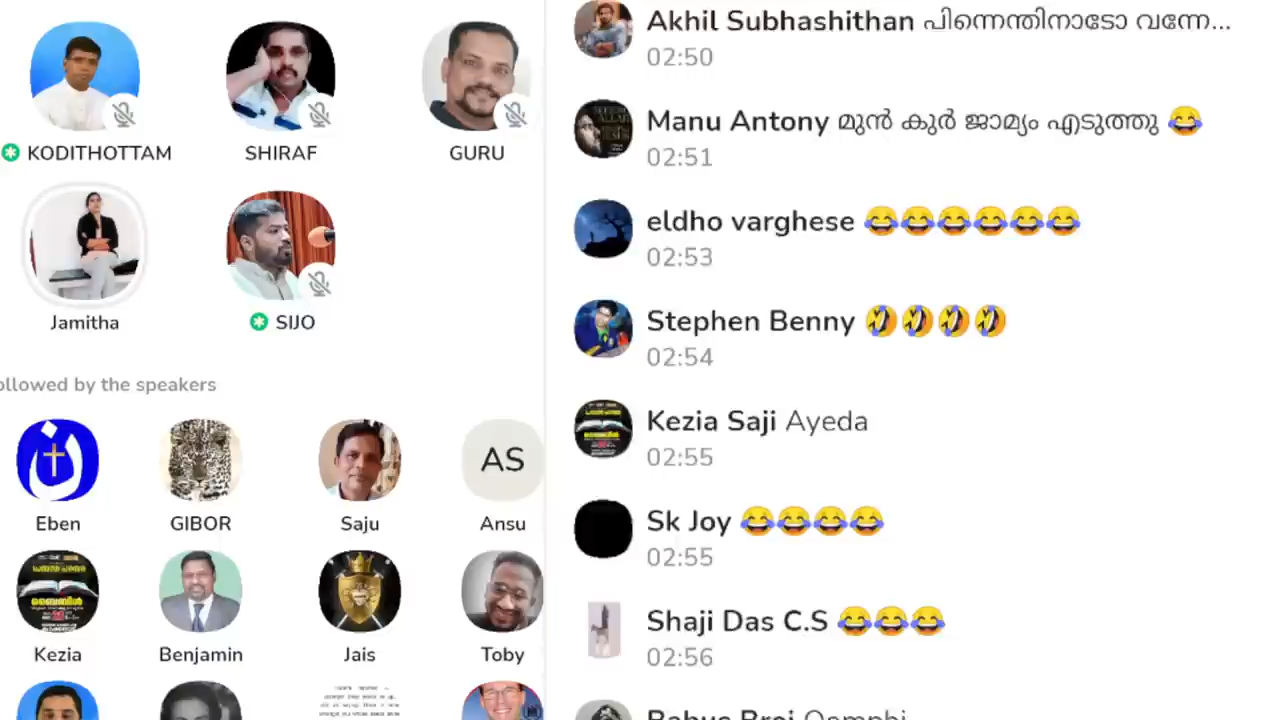 KODITHOTTAM
SHIRAF
GURU
Jamitha
SIJO
ollowed by the speakers
AS
Eben
GIBOR
Saju
Ansu
Kezia
Benjamin
Jais
Toby
Akhil Subhashithan പിന്നെന്തിനാടോ വന്നേ...
02:50
Manu Antony മുൻ കുർ ജാമ്യം എടുത്തു 😂
02:51
eldho varghese 😂😂😂😂😂😂
02:53
Stephen Benny 🤣🤣🤣🤣
02:54
Kezia Saji Ayeda
02:55
Sk Joy 😂😂😂😂
02:55
Shaji Das C.S 😂😂😂
02:56